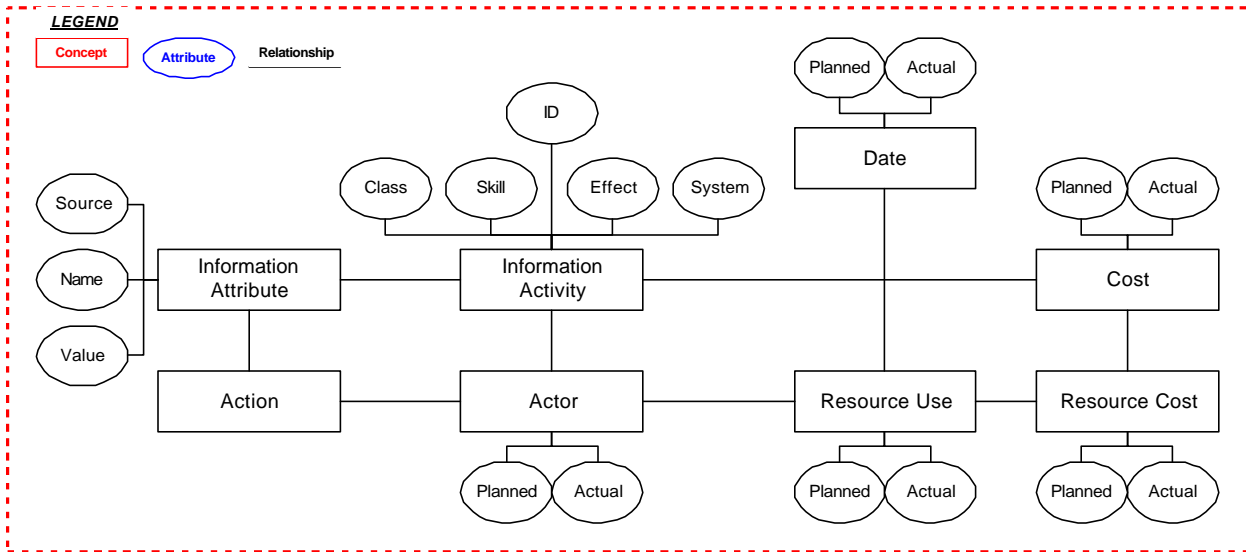 LEGEND
Concept
Attribute
Relationship
Planned
Actual
ID
Date
Class
Skill
Effect
System
Planned
Actual
Source
Information
Attribute
Information
Activity
Cost
Name
Value
Action
Actor
Resource Use
Resource Cost
Planned
Actual
Planned
Actual
Planned
Actual